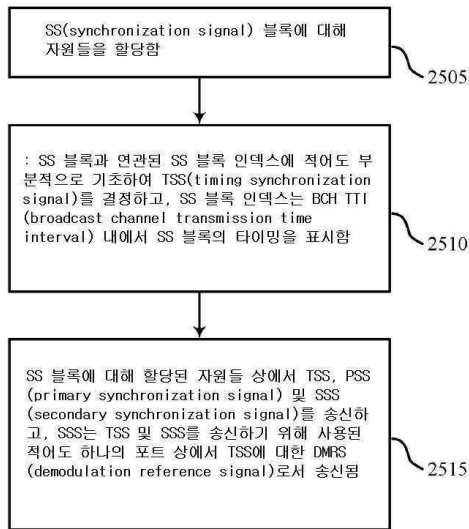 SS(synchronization signal) 블록에 대해
자원들을 할당함
2505
: SS 블록과 연관된 SS 블록 인덱스에 적어도 부
분적으로 기초하여 TSS(timing synchronization
signal)를 결정하고, SS 블록 인덱스는 BCH TTI
(broadcast channel transmission time
interval) 내에서 SS 블록의 타이밍을 표시함
2510
SS 블록에 대해 할당된 자원들 상에서 TSS, PSS
(primary synchronization signal) 및 SSS
(secondary synchronization signal)를 송신하
고, SSS는 TSS 및 SSS를 송신하기 위해 사용된
적어도 하나의 포트 상에서 TSS에 대한 DMRS
(demodulation reference signal)로서 송신됨
2515